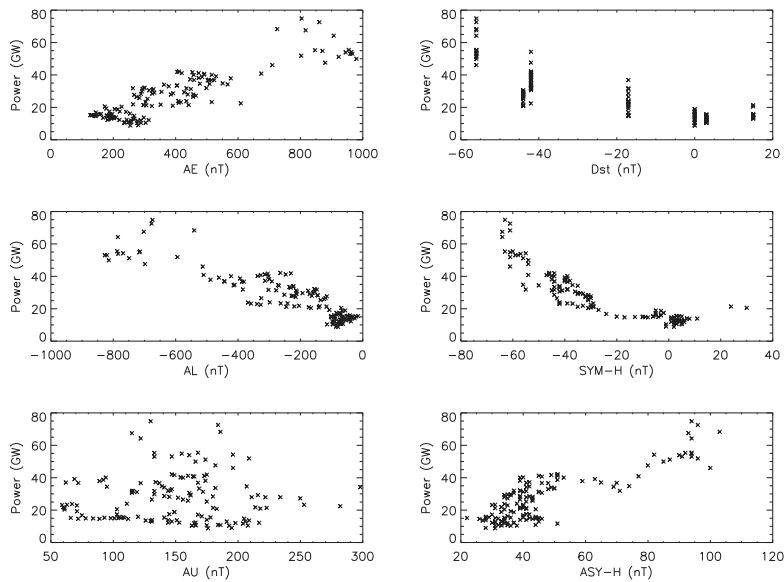 80
60
40
20
0
Power (GW)
0 200 400 600 800 1000
AE (nT)
80
60
40
20
0
Power (GW)
-60 -40 -20 0 20
Dst (nT)
80
60
40
20
0
Power (GW)
-1000 -800 -600 -400 -200 0
AL (nT)
80
60
40
20
0
Power (GW)
-80 -60 -40 -20 0 20 40
SYM-H (nT)
80
60
40
20
0
Power (GW)
50 100 150 200 250 300
AU (nT)
80
60
40
20
0
Power (GW)
20 40 60 80 100 120
ASY-H (nT)